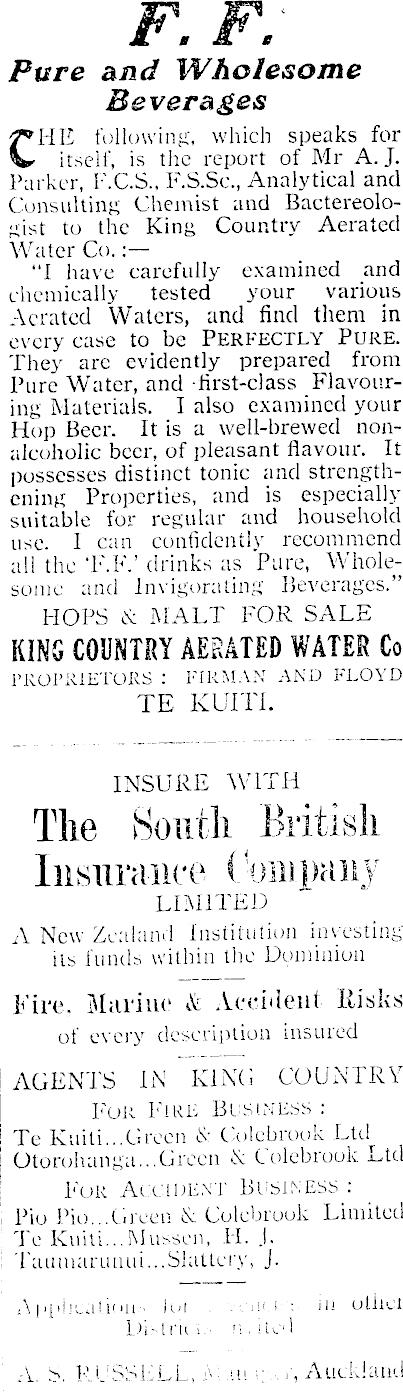 F. F.
Pure and Wholesome
Beverages
THE following, which speaks for
itself, is the report of Mr A. J.
Parker, F.C.S., F.S.Sc., Analytical and
Consulting Chemist and Bactereolo-
gist to the King Country Aerated
Water Co. :—
"I have carefully examined and
chemically tested your various
Aerated Waters, and find them in
every case to be PERFECTLY PURE.
They are evidently prepared from
Pure Water, and first-class Flavour-
ing Materials. I also examined your
Hop Beer. It is a well-brewed non-
alcoholic beer, of pleasant flavour. It
possesses distinct tonic and strength-
ening Properties, and is especially
suitable for regular and household
use. I can confidently recommend
all the 'F.F.' drinks as Pure, Whole-
some and Invigorating Beverages."
HOPS & MALT FOR SALE
KING COUNTRY AERATED WATER Co
PROPRIETORS : FIRMAN AND FLOYD
TE KUITI.
INSURE WITH
The South British
Insurance Company
LIMITED
A New Zealand Institution investing
its funds within the Dominion
Fire, Marine & Accident Risks
of every description insured
AGENTS IN KING COUNTRY
FOR FIRE BUSINESS :
Te Kuiti...Green & Colebrook Ltd
Otorohanga...Green & Colebrook Ltd
FOR ACCIDENT BUSINESS :
Pio Pio...Green & Colebrook Limited
Te Kuiti...Mussen, H. J.
Taumarunui...Slattery, J.
Applications for in other
Districts invited
A. S. RUSSELL, Manager, Auckland